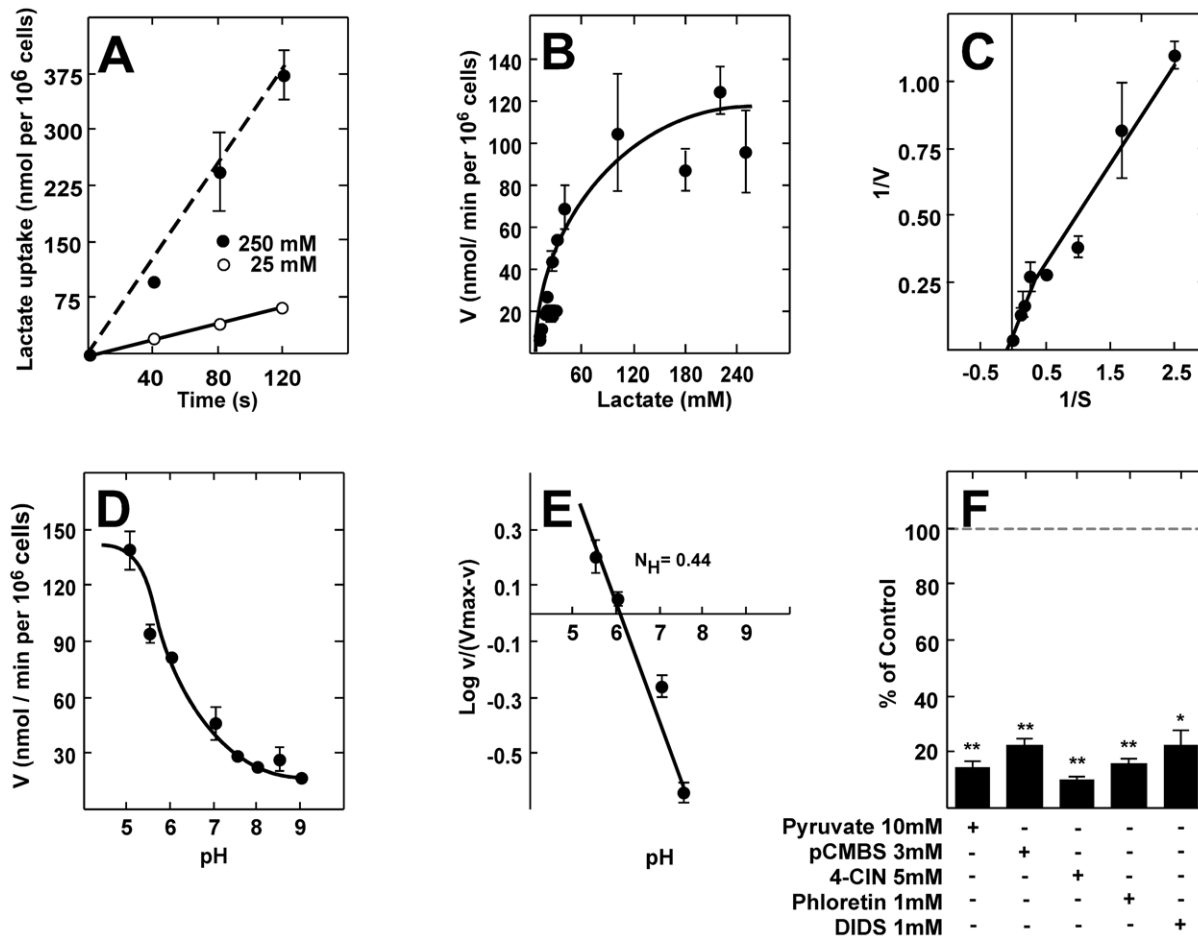 A
Lactate uptake (nmol per 10⁶ cells)
375
300
225
150
75
250 mM
25 mM
40 80 120
Time (s)
B
V (nmol/ min per 10⁶ cells)
140
120
100
80
60
40
20
60 120 180 240
Lactate (mM)
C
1/V
1.00
0.75
0.50
0.25
-0.5 0.5 1.5 2.5
1/S
D
V (nmol / min per 10⁶ cells)
150
120
90
60
30
5 6 7 8 9
pH
E
Log v/(Vmax-v)
0.3
0.1
-0.1
-0.3
-0.5
N_H= 0.44
5 6 7 8 9
pH
F
% of Control
100
80
60
40
20
0
** ** ** ** *
Pyruvate 10mM + - - - -
pCMBS 3mM - + - - -
4-CIN 5mM - - + - -
Phloretin 1mM - - - + -
DIDS 1mM - - - - +